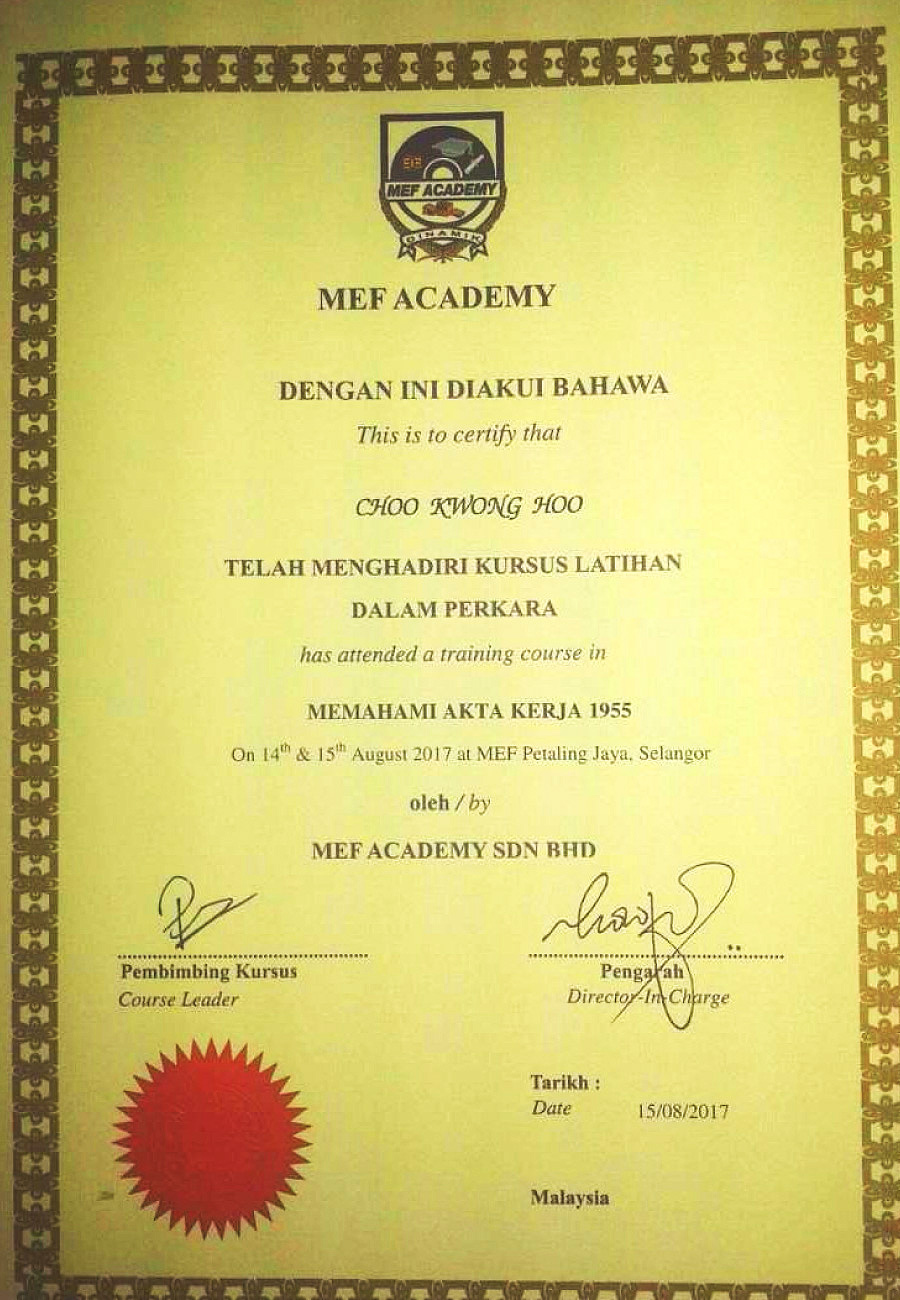 MEF ACADEMY
DINAMIK
MEF ACADEMY
DENGAN INI DIAKUI BAHAWA
This is to certify that
CHOO KWONG HOO
TELAH MENGHADIRI KURSUS LATIHAN
DALAM PERKARA
has attended a training course in
MEMAHAMI AKTA KERJA 1955
On 14th & 15th August 2017 at MEF Petaling Jaya, Selangor
oleh / by
MEF ACADEMY SDN BHD
Pembimbing Kursus
Course Leader
Pengarah
Director-In-Charge
Tarikh :
Date 15/08/2017
Malaysia